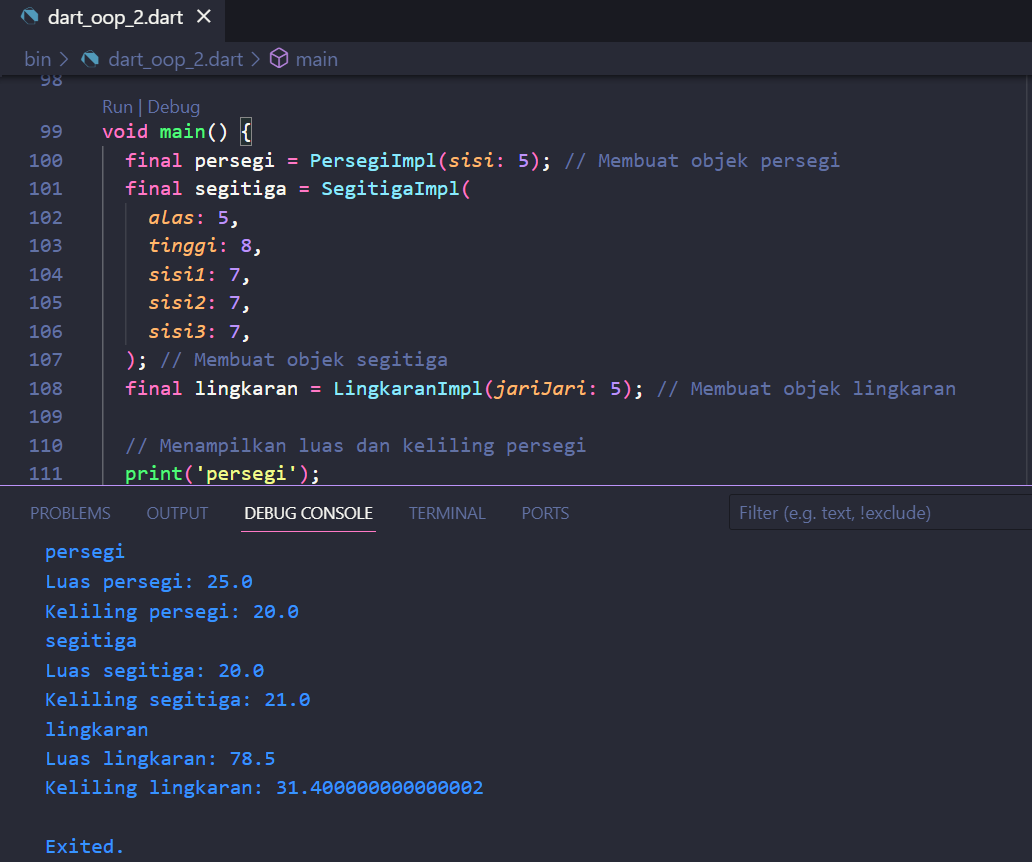 dart_oop_2.dart
bin > dart_oop_2.dart > main
98
Run | Debug
99 void main() {
100 final persegi = PersegiImpl(sisi: 5); // Membuat objek persegi
101 final segitiga = SegitigaImpl(
102 alas: 5,
103 tinggi: 8,
104 sisi1: 7,
105 sisi2: 7,
106 sisi3: 7,
107 ); // Membuat objek segitiga
108 final lingkaran = LingkaranImpl(jariJari: 5); // Membuat objek lingkaran
109
110 // Menampilkan luas dan keliling persegi
111 print('persegi');
PROBLEMS OUTPUT DEBUG CONSOLE TERMINAL PORTS Filter (e.g. text, !exclude)
persegi
Luas persegi: 25.0
Keliling persegi: 20.0
segitiga
Luas segitiga: 20.0
Keliling segitiga: 21.0
lingkaran
Luas lingkaran: 78.5
Keliling lingkaran: 31.400000000000002
Exited.